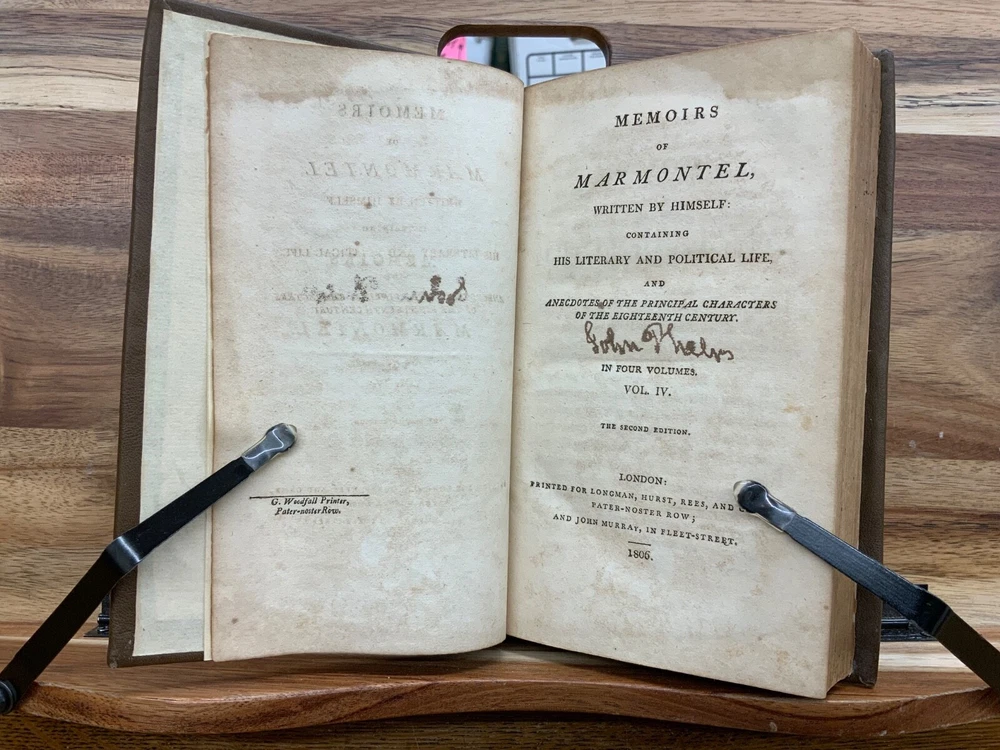 G. Woodfall Printer,
Pater-noster Row.
MEMOIRS
OF
MARMONTEL,
WRITTEN BY HIMSELF:
CONTAINING
HIS LITERARY AND POLITICAL LIFE,
AND
ANECDOTES OF THE PRINCIPAL CHARACTERS
OF THE EIGHTEENTH CENTURY.
John Phelps
IN FOUR VOLUMES.
VOL. IV.
THE SECOND EDITION.
LONDON:
PRINTED FOR LONGMAN, HURST, REES, AND
PATER-NOSTER ROW;
AND JOHN MURRAY, IN FLEET-STREET.
1806.